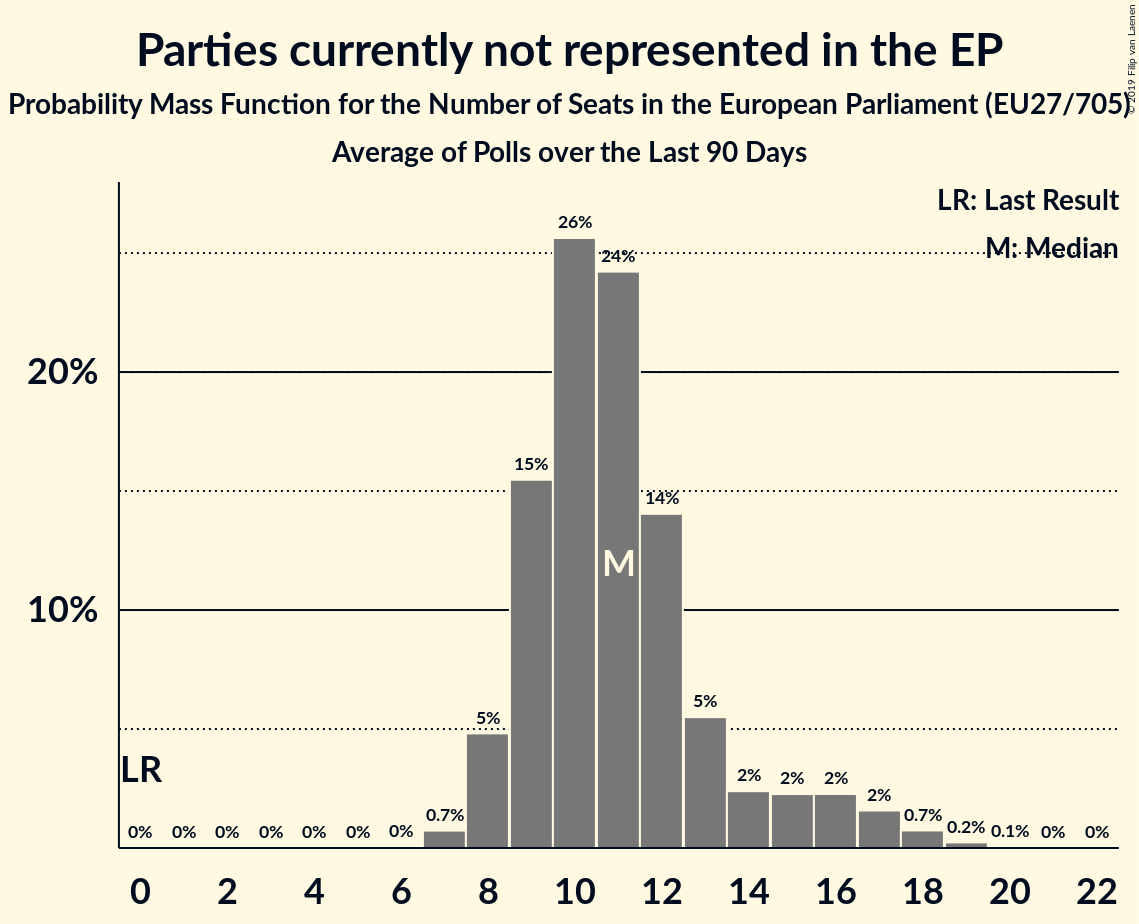 Parties currently not represented in the EP
Probability Mass Function for the Number of Seats in the European Parliament (EU27/705)
Average of Polls over the Last 90 Days
© 2019 Filip van Laenen
LR: Last Result
M: Median
20%
10%
LR
M
0% 0% 0% 0% 0% 0% 0% 0.7% 5% 15% 26% 24% 14% 5% 2% 2% 2% 2% 0.7% 0.2% 0.1% 0% 0%
0 2 4 6 8 10 12 14 16 18 20 22